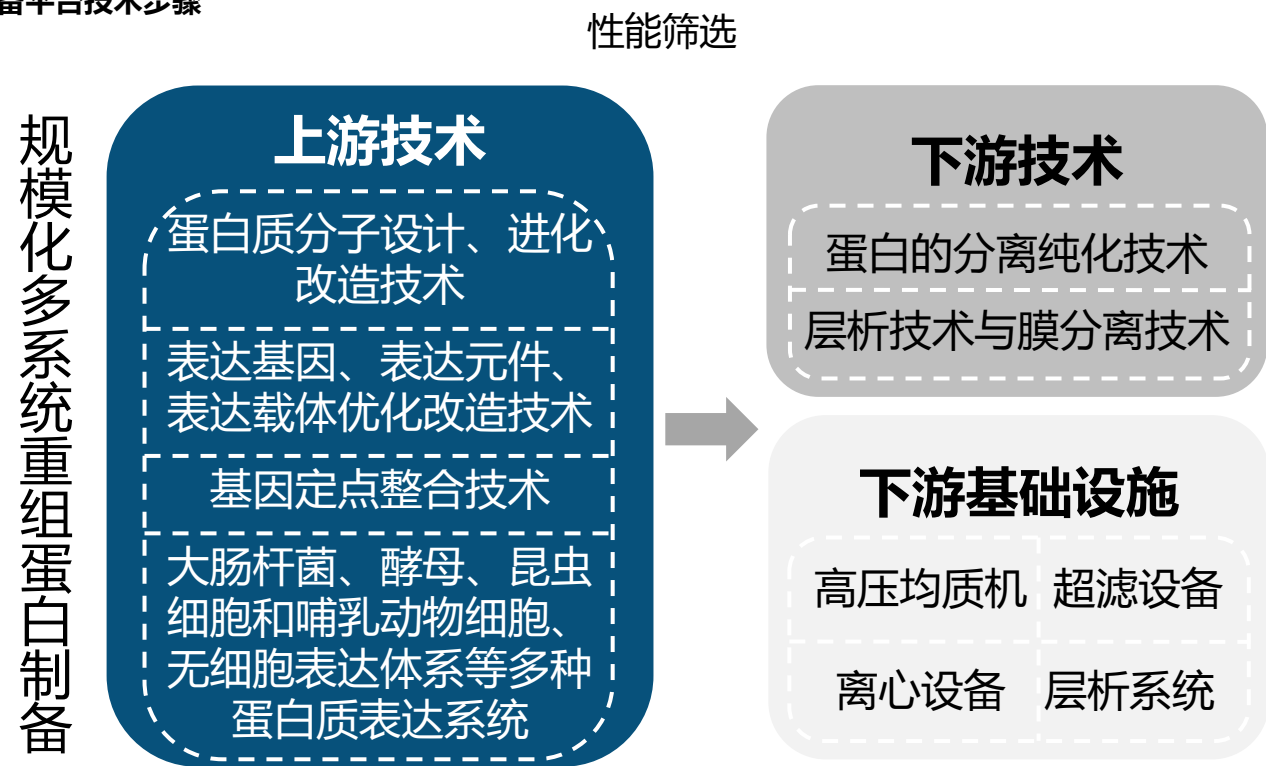 备平台技术步骤
性能筛选
规模化多系统重组蛋白制备
上游技术
蛋白质分子设计、进化
改造技术
表达基因、表达元件、
表达载体优化改造技术
基因定点整合技术
大肠杆菌、酵母、昆虫
细胞和哺乳动物细胞、
无细胞表达体系等多种
蛋白质表达系统
下游技术
蛋白的分离纯化技术
层析技术与膜分离技术
下游基础设施
高压均质机 超滤设备
离心设备 层析系统